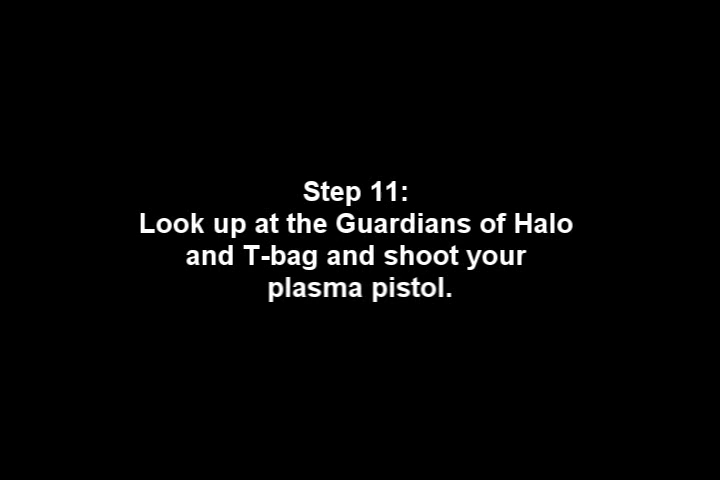 Step 11:
Look up at the Guardians of Halo
and T-bag and shoot your
plasma pistol.